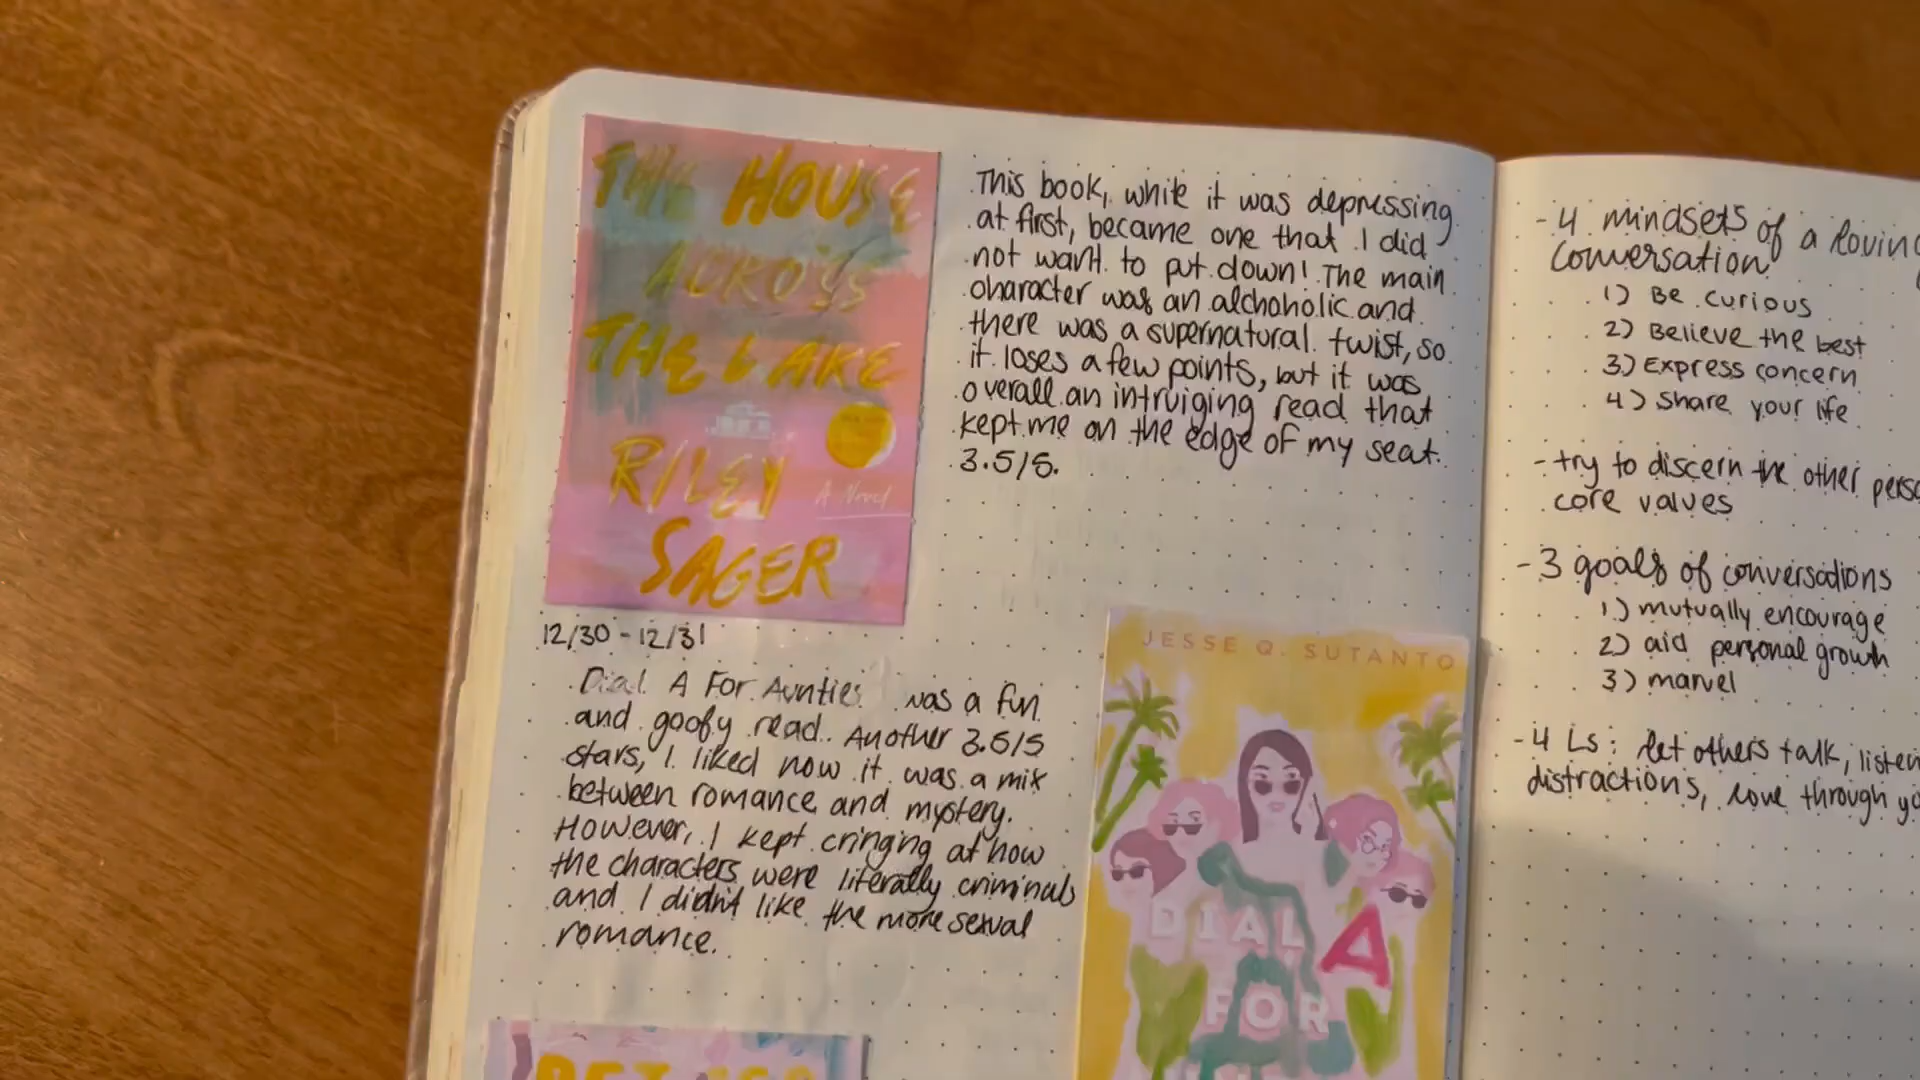 THE HOUSE
ACROSS
THE LAKE
RILEY
A Novel
SAGER
12/30 - 12/31
This book, while it was depressing
at first, became one that I did
not want to put down! The main
character was an alchoholic and
there was a supernatural twist, so
it loses a few points, but it was
overall an intruiging read that
kept me on the edge of my seat.
3.5/5.
Dial A For Aunties was a fun
and goofy read. Another 3.5/5
stars, I liked how it was a mix
between romance and mystery.
However, I kept cringing at how
the characters were literally criminals
and I didn't like the more sexual
romance.
JESSE Q. SUTANTO
DIAL A
FOR
- 4 mindsets of a loving
conversation
1) Be curious
2) Believe the best
3) Express concern
4) Share your life
- try to discern the other
core values
- 3 goals of conversations
1) mutually encourage
2) aid personal growth
3) marvel
- 4 Ls: let others talk, listen
distractions, love through